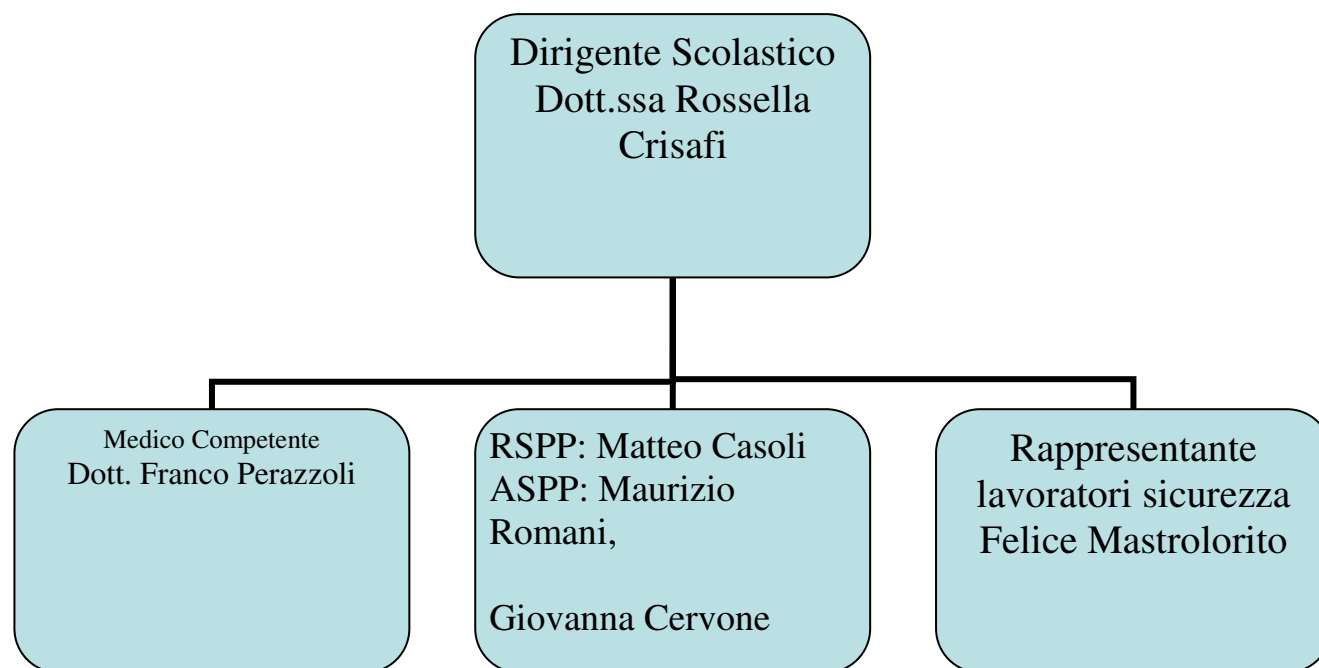 Dirigente Scolastico
Dott.ssa Rossella
Crisafi
Medico Competente
Dott. Franco Perazzoli
RSPP: Matteo Casoli
ASPP: Maurizio
Romani,
Giovanna Cervone
Rappresentante
lavoratori sicurezza
Felice Mastrolorito